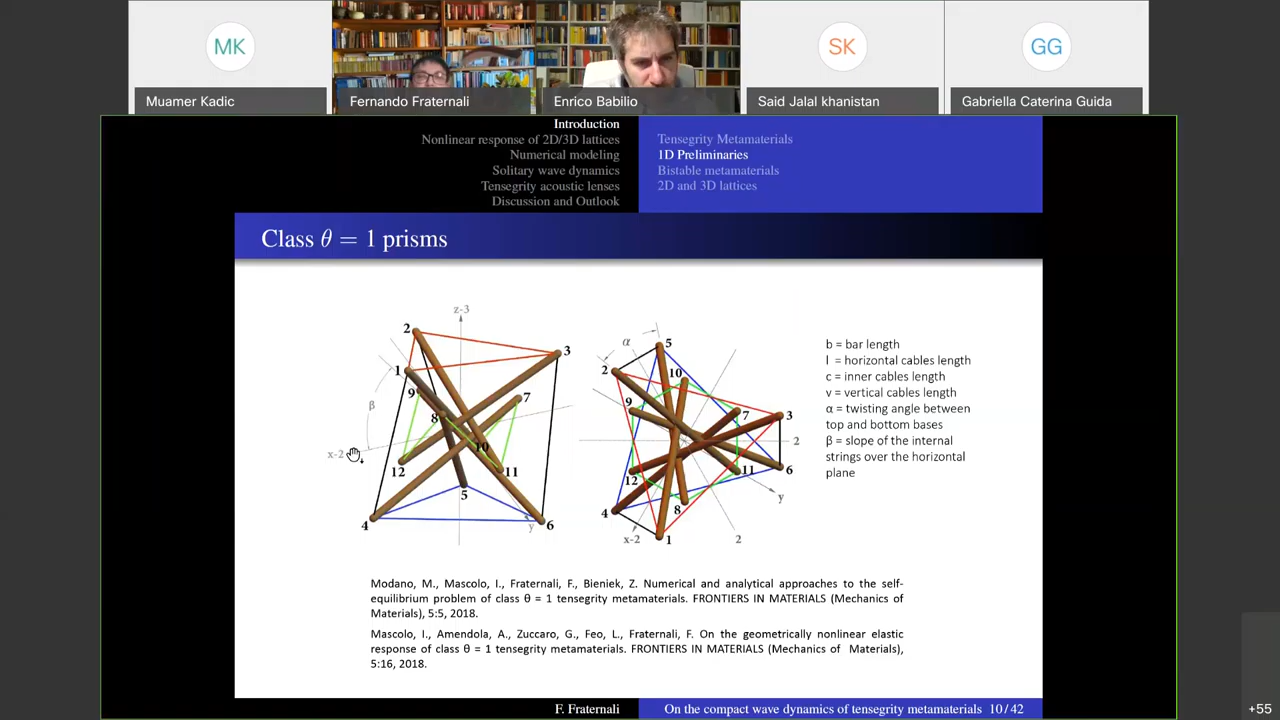 MK
SK
GG
Muamer Kadic
Fernando Fraternali
Enrico Babilio
Said Jalal khanistan
Gabriella Caterina Guida
Introduction
Nonlinear response of 2D/3D lattices
Numerical modeling
Solitary wave dynamics
Tensegrity acoustic lenses
Discussion and Outlook
Tensegrity Metamaterials
1D Preliminaries
Bistable metamaterials
2D and 3D lattices
Class θ = 1 prisms
z-3
2
3
1
9
7
β
8
10
x-2
12
11
5
4
y
6
α
5
2
10
9
7
3
2
12
11
6
4
8
y
x-2
1
2
b = bar length
l = horizontal cables length
c = inner cables length
v = vertical cables length
α = twisting angle between
top and bottom bases
β = slope of the internal
strings over the horizontal
plane
Modano, M., Mascolo, I., Fraternali, F., Bieniek, Z. Numerical and analytical approaches to the self-
equilibrium problem of class θ = 1 tensegrity metamaterials. FRONTIERS IN MATERIALS (Mechanics of
Materials), 5:5, 2018.
Mascolo, I., Amendola, A., Zuccaro, G., Feo, L., Fraternali, F. On the geometrically nonlinear elastic
response of class θ = 1 tensegrity metamaterials. FRONTIERS IN MATERIALS (Mechanics of Materials),
5:16, 2018.
F. Fraternali
On the compact wave dynamics of tensegrity metamaterials 10 / 42
+55